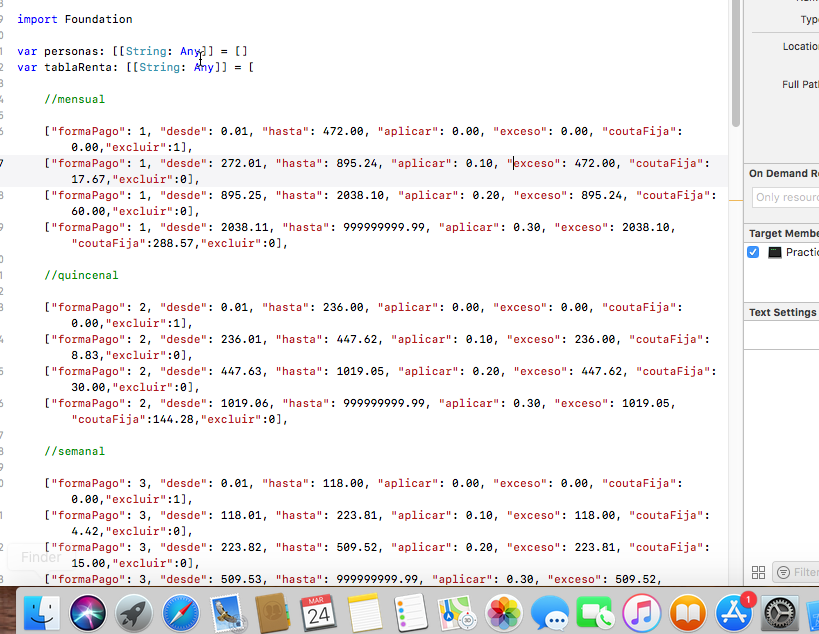 import Foundation
var personas: [[String: Any]] = []
var tablaRenta: [[String: Any]] = [
//mensual
["formaPago": 1, "desde": 0.01, "hasta": 472.00, "aplicar": 0.00, "exceso": 0.00, "coutaFija":
0.00,"excluir":1],
["formaPago": 1, "desde": 272.01, "hasta": 895.24, "aplicar": 0.10, "exceso": 472.00, "coutaFija":
17.67,"excluir":0],
["formaPago": 1, "desde": 895.25, "hasta": 2038.10, "aplicar": 0.20, "exceso": 895.24, "coutaFija":
60.00,"excluir":0],
["formaPago": 1, "desde": 2038.11, "hasta": 999999999.99, "aplicar": 0.30, "exceso": 2038.10,
"coutaFija":288.57,"excluir":0],
//quincenal
["formaPago": 2, "desde": 0.01, "hasta": 236.00, "aplicar": 0.00, "exceso": 0.00, "coutaFija":
0.00,"excluir":1],
["formaPago": 2, "desde": 236.01, "hasta": 447.62, "aplicar": 0.10, "exceso": 236.00, "coutaFija":
8.83,"excluir":0],
["formaPago": 2, "desde": 447.63, "hasta": 1019.05, "aplicar": 0.20, "exceso": 447.62, "coutaFija":
30.00,"excluir":0],
["formaPago": 2, "desde": 1019.06, "hasta": 999999999.99, "aplicar": 0.30, "exceso": 1019.05,
"coutaFija":144.28,"excluir":0],
//semanal
["formaPago": 3, "desde": 0.01, "hasta": 118.00, "aplicar": 0.00, "exceso": 0.00, "coutaFija":
0.00,"excluir":1],
["formaPago": 3, "desde": 118.01, "hasta": 223.81, "aplicar": 0.10, "exceso": 118.00, "coutaFija":
4.42,"excluir":0],
["formaPago": 3, "desde": 223.82, "hasta": 509.52, "aplicar": 0.20, "exceso": 223.81, "coutaFija":
15.00,"excluir":0],
["formaPago": 3, "desde": 509.53, "hasta": 999999999.99, "aplicar": 0.30, "exceso": 509.52,
Finder
Type
Locatio
Full Pat
On Demand Re
Only resourc
Target Membe
Practic
Text Settings
Filter
MAR
24
1